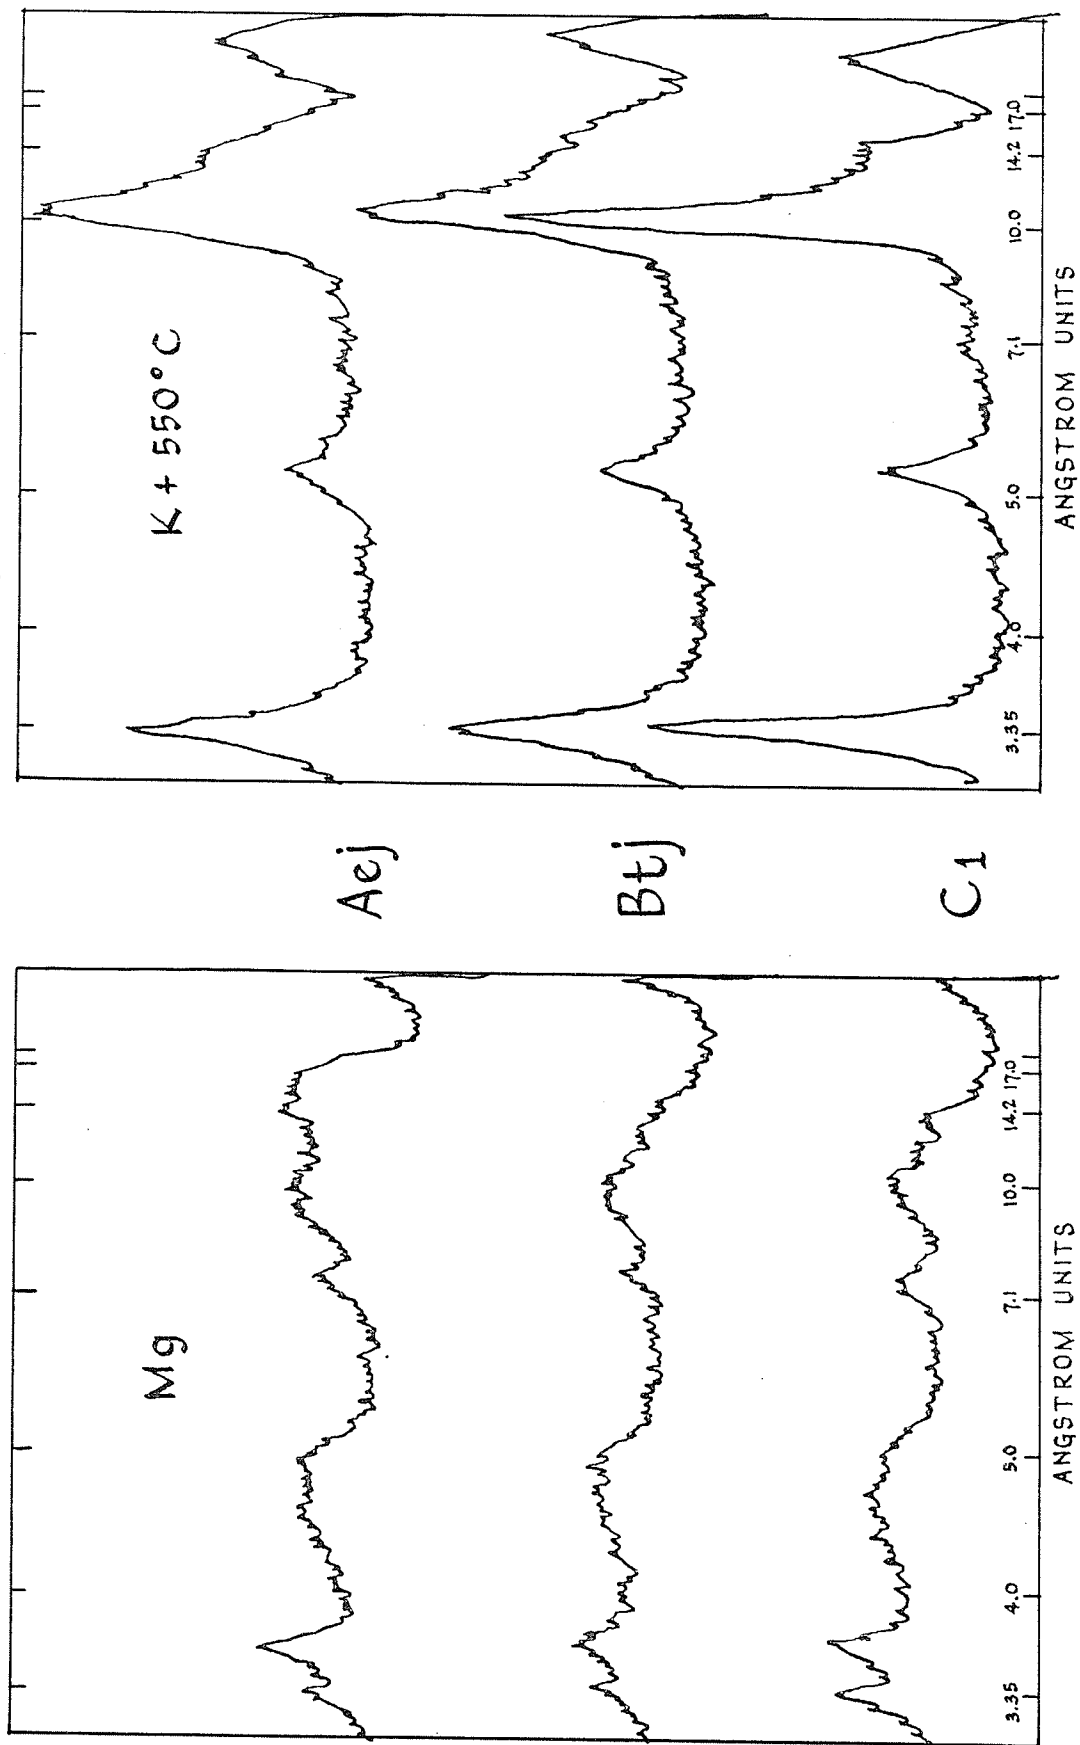 Mg
3.35 4.0 5.0 7.1 10.0 14.2 17.0
ANGSTROM UNITS
Aej
Btj
C1
K + 550°C
3.35 4.0 5.0 7.1 10.0 14.2 17.0
ANGSTROM UNITS